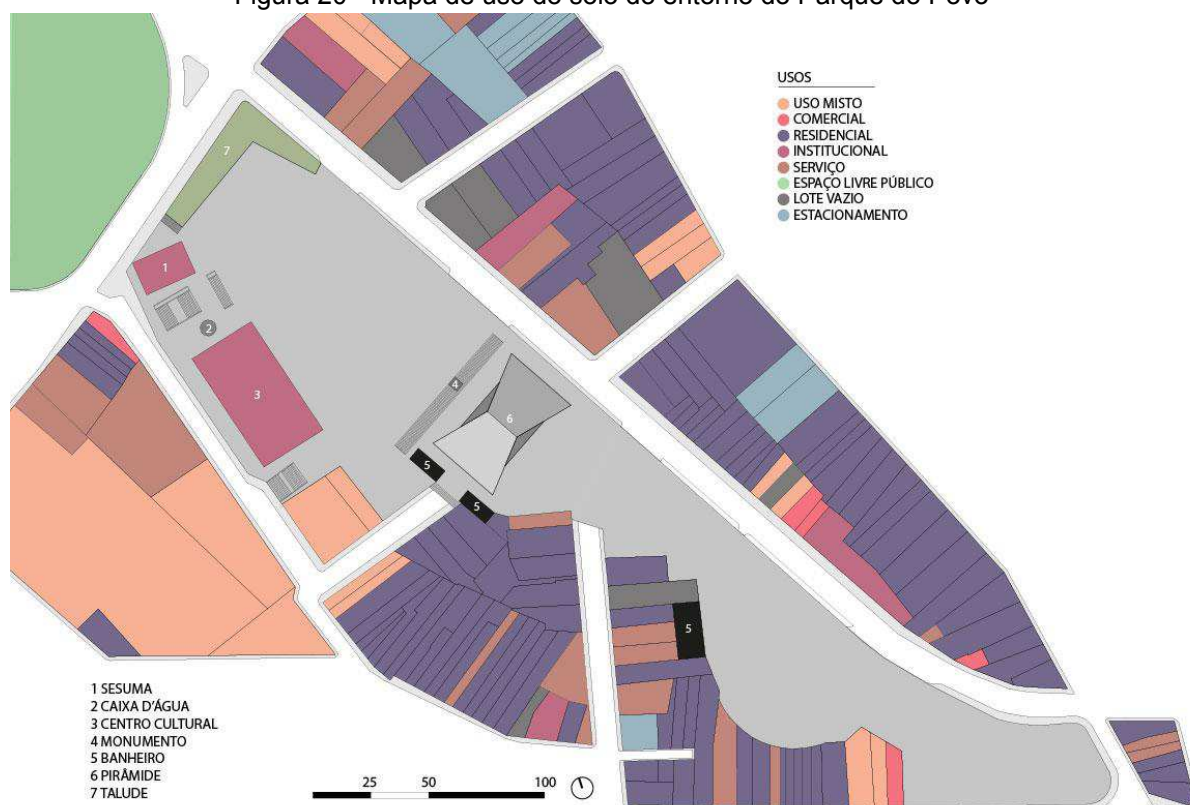 Figura 20 - Mapa de uso do solo do entorno do Parque do Povo
USOS
USO MISTO
COMERCIAL
RESIDENCIAL
INSTITUCIONAL
SERVIÇO
ESPAÇO LIVRE PÚBLICO
LOTE VAZIO
ESTACIONAMENTO
7
1
2
3
4
6
5
5
5
1 SESUMA
2 CAIXA D'ÁGUA
3 CENTRO CULTURAL
4 MONUMENTO
5 BANHEIRO
6 PIRÂMIDE
7 TALUDE
25 50 100